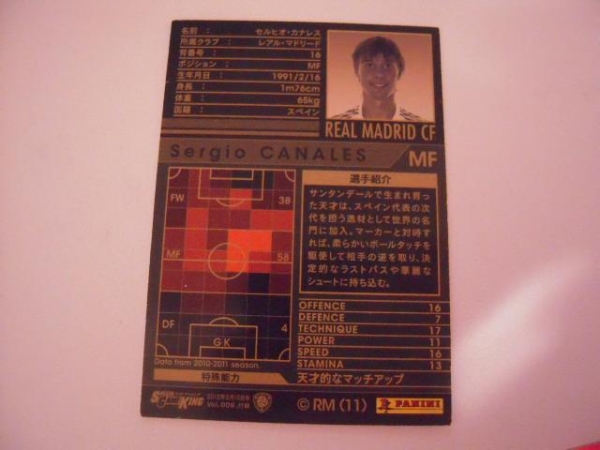 名前 : セルヒオ・カナレス
所属クラブ : レアル・マドリード
背番号 : 16
ポジション : MF
生年月日 : 1991/2/16
身長 : 1m76cm
体重 : 65kg
国籍 : スペイン
REAL MADRID CF
Sergio CANALES MF
FW 38
MF 58
DF 4
GK
Data from 2010-2011 season.
選手紹介
サンタンデールで生まれ育っ
た天才は、スペイン代表の次
代を担う逸材として世界の名
門に加入。マーカーと対峙す
れば、柔らかいボールタッチを
駆使して相手の逆を取り、決
定的なラストパスや華麗な
シュートに持ち込む。
OFFENCE 16
DEFENCE 7
TECHNIQUE 17
POWER 11
SPEED 16
STAMINA 13
特殊能力 天才的なマッチアップ
KING
Vol.006 付録
© RM (11) PANINI